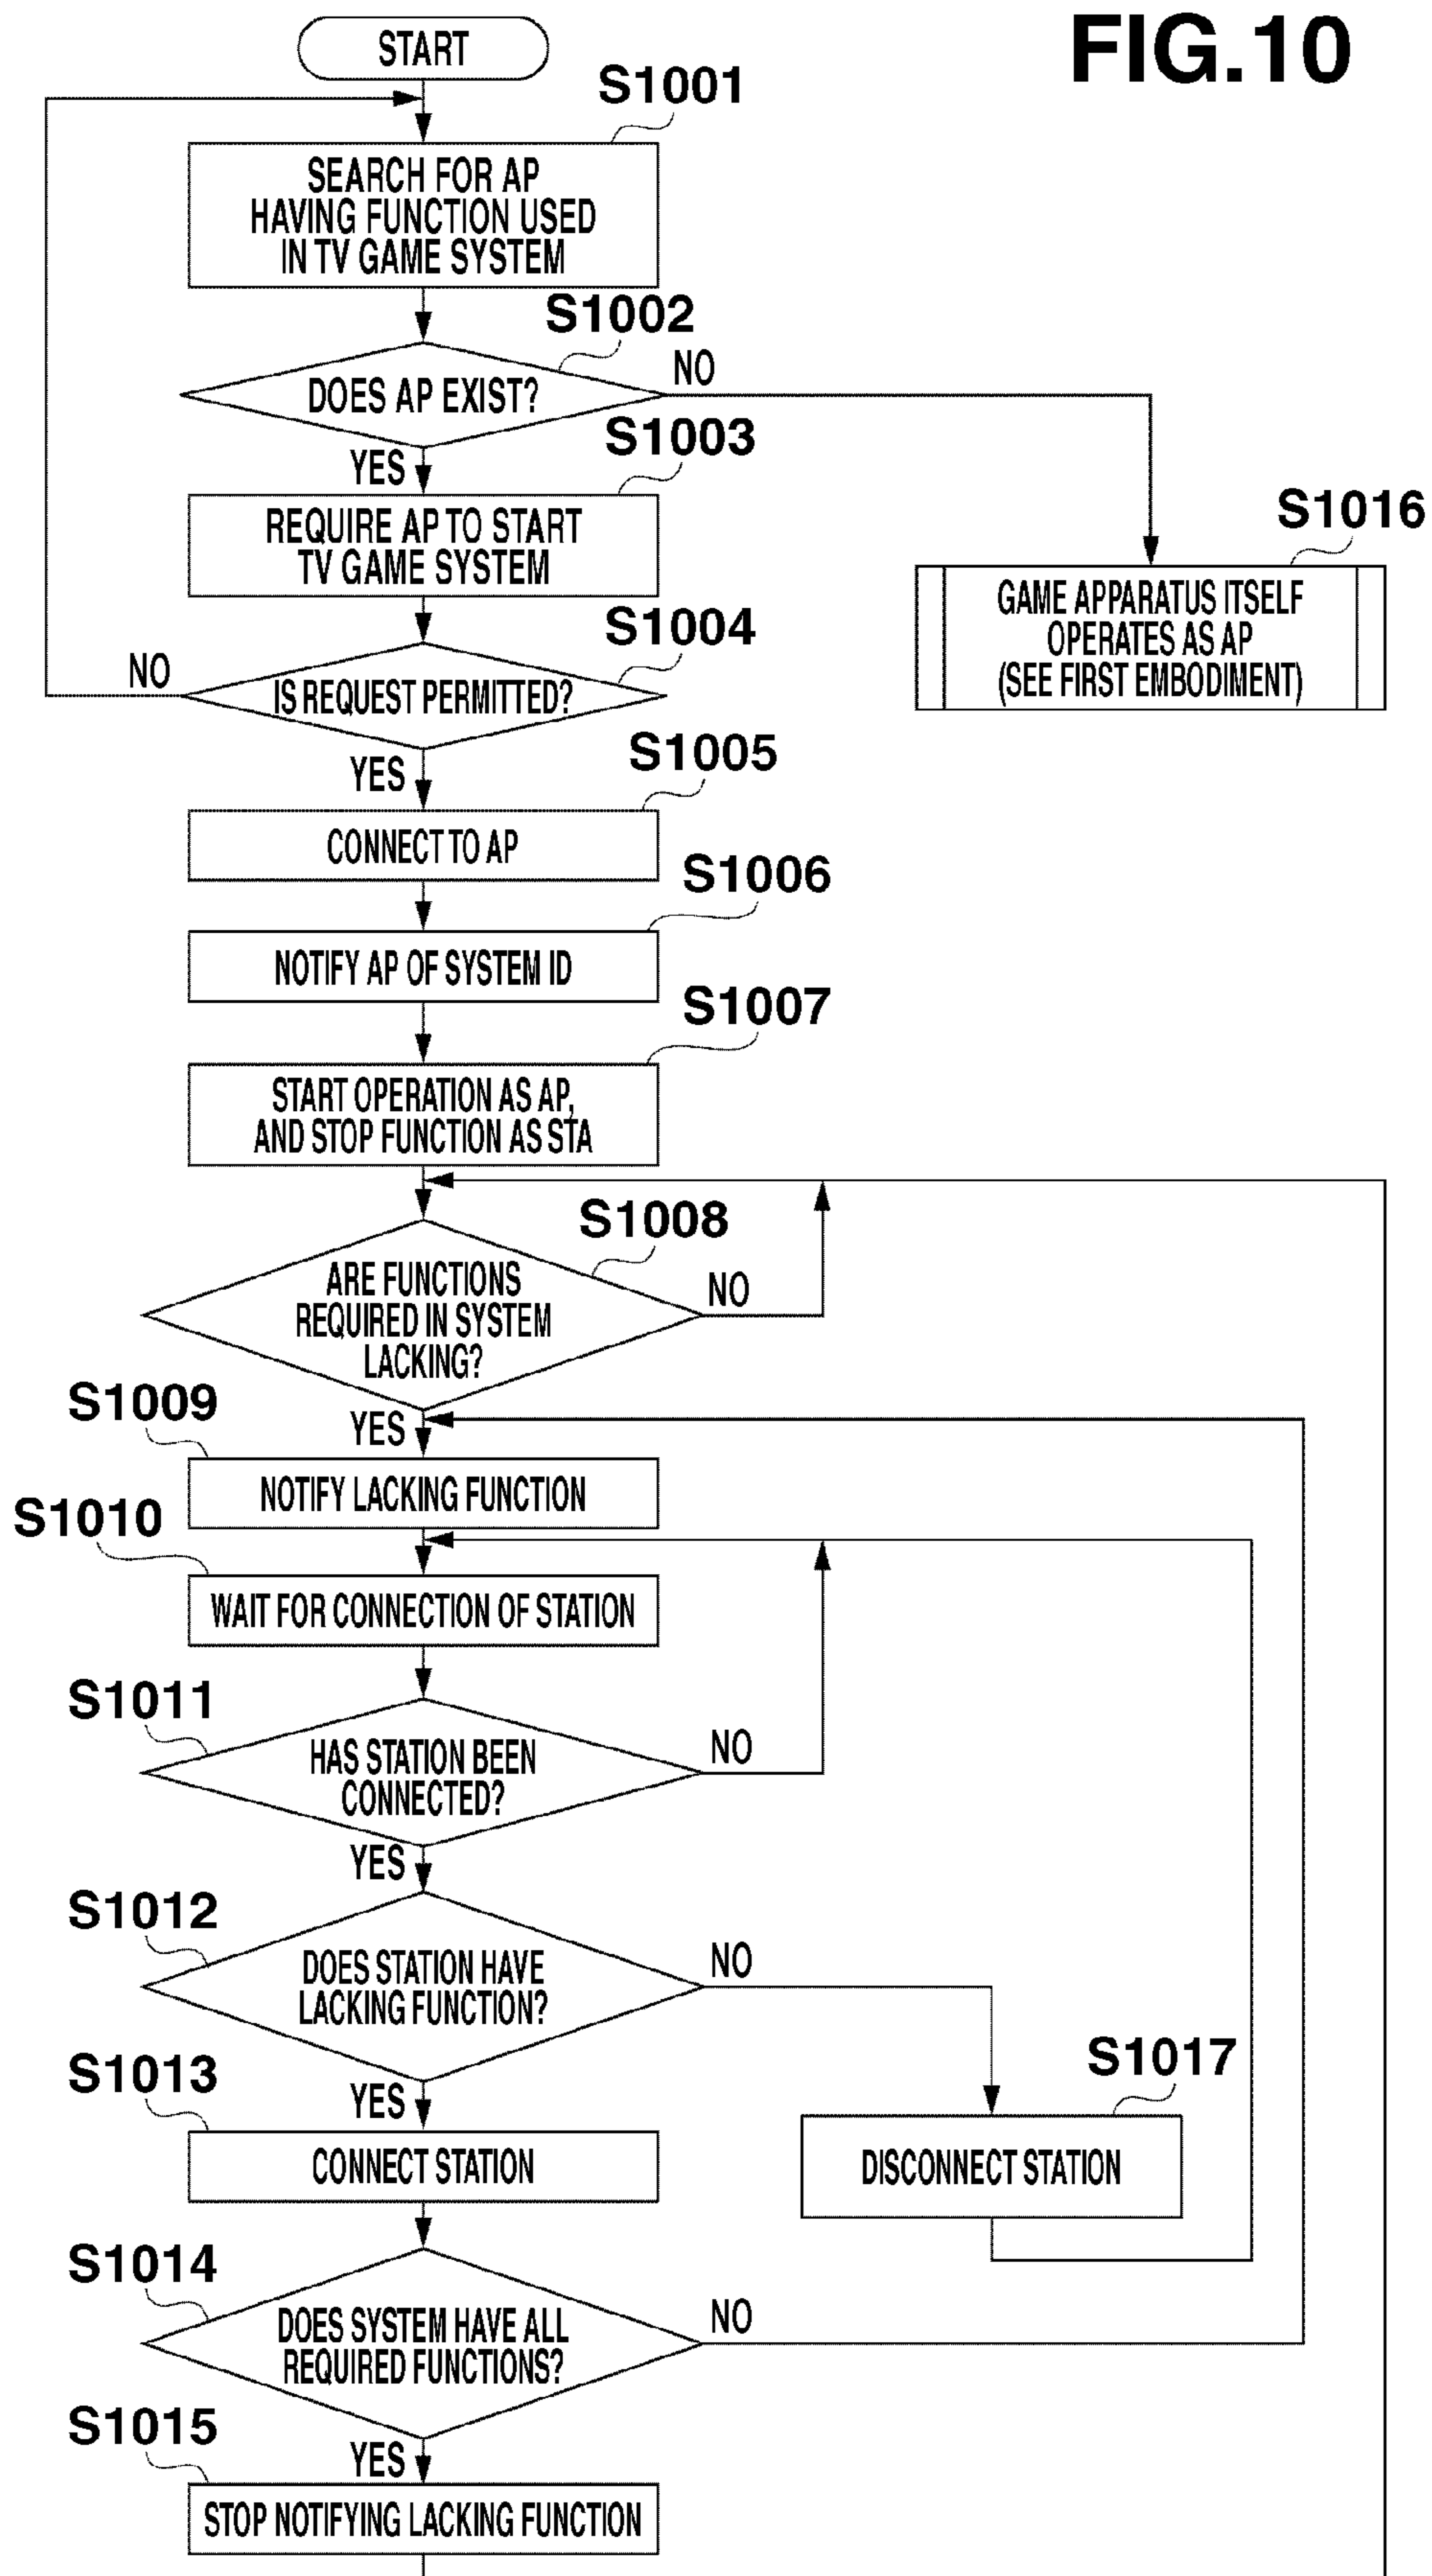 FIG.10
START
S1001
SEARCH FOR AP
HAVING FUNCTION USED
IN TV GAME SYSTEM
S1002
DOES AP EXIST?
NO
YES
S1003
REQUIRE AP TO START
TV GAME SYSTEM
S1016
GAME APPARATUS ITSELF
OPERATES AS AP
(SEE FIRST EMBODIMENT)
S1004
IS REQUEST PERMITTED?
NO
YES
S1005
CONNECT TO AP
S1006
NOTIFY AP OF SYSTEM ID
S1007
START OPERATION AS AP,
AND STOP FUNCTION AS STA
S1008
ARE FUNCTIONS
REQUIRED IN SYSTEM
LACKING?
NO
YES
S1009
NOTIFY LACKING FUNCTION
S1010
WAIT FOR CONNECTION OF STATION
S1011
HAS STATION BEEN
CONNECTED?
NO
YES
S1012
DOES STATION HAVE
LACKING FUNCTION?
NO
YES
S1013
CONNECT STATION
S1017
DISCONNECT STATION
S1014
DOES SYSTEM HAVE ALL
REQUIRED FUNCTIONS?
NO
YES
S1015
STOP NOTIFYING LACKING FUNCTION